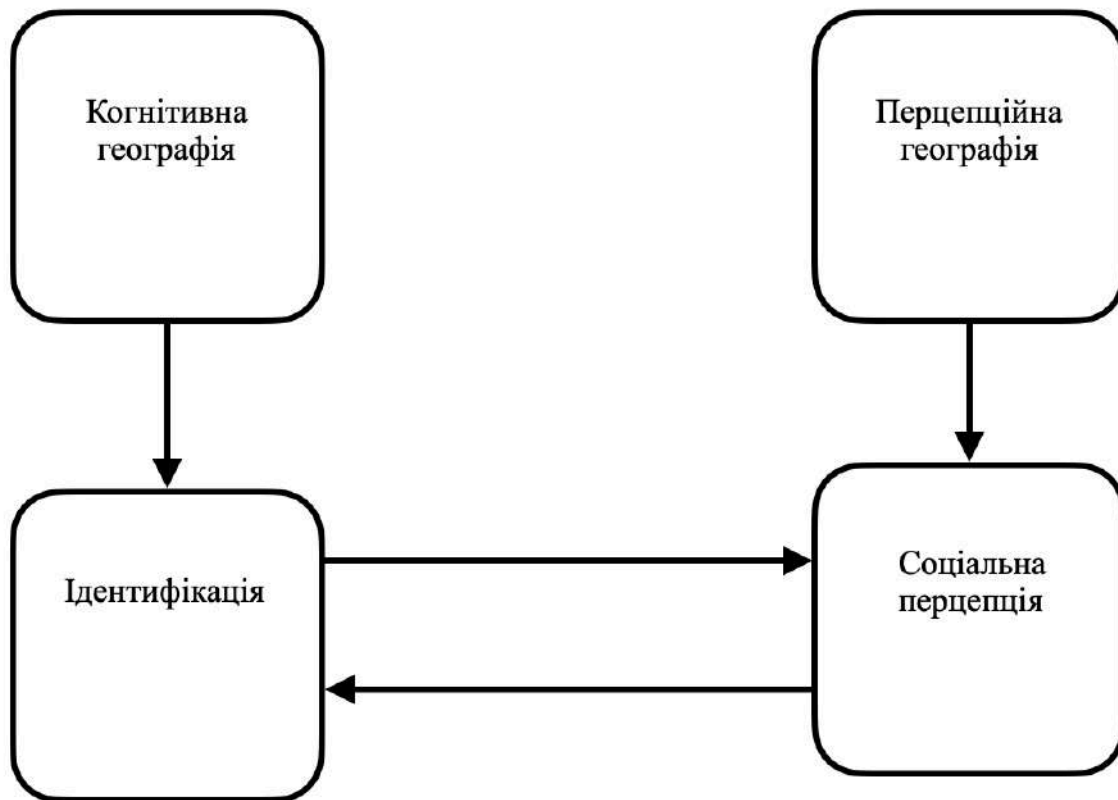 Когнітивна
географія
Перцепційна
географія
Ідентифікація
Соціальна
перцепція